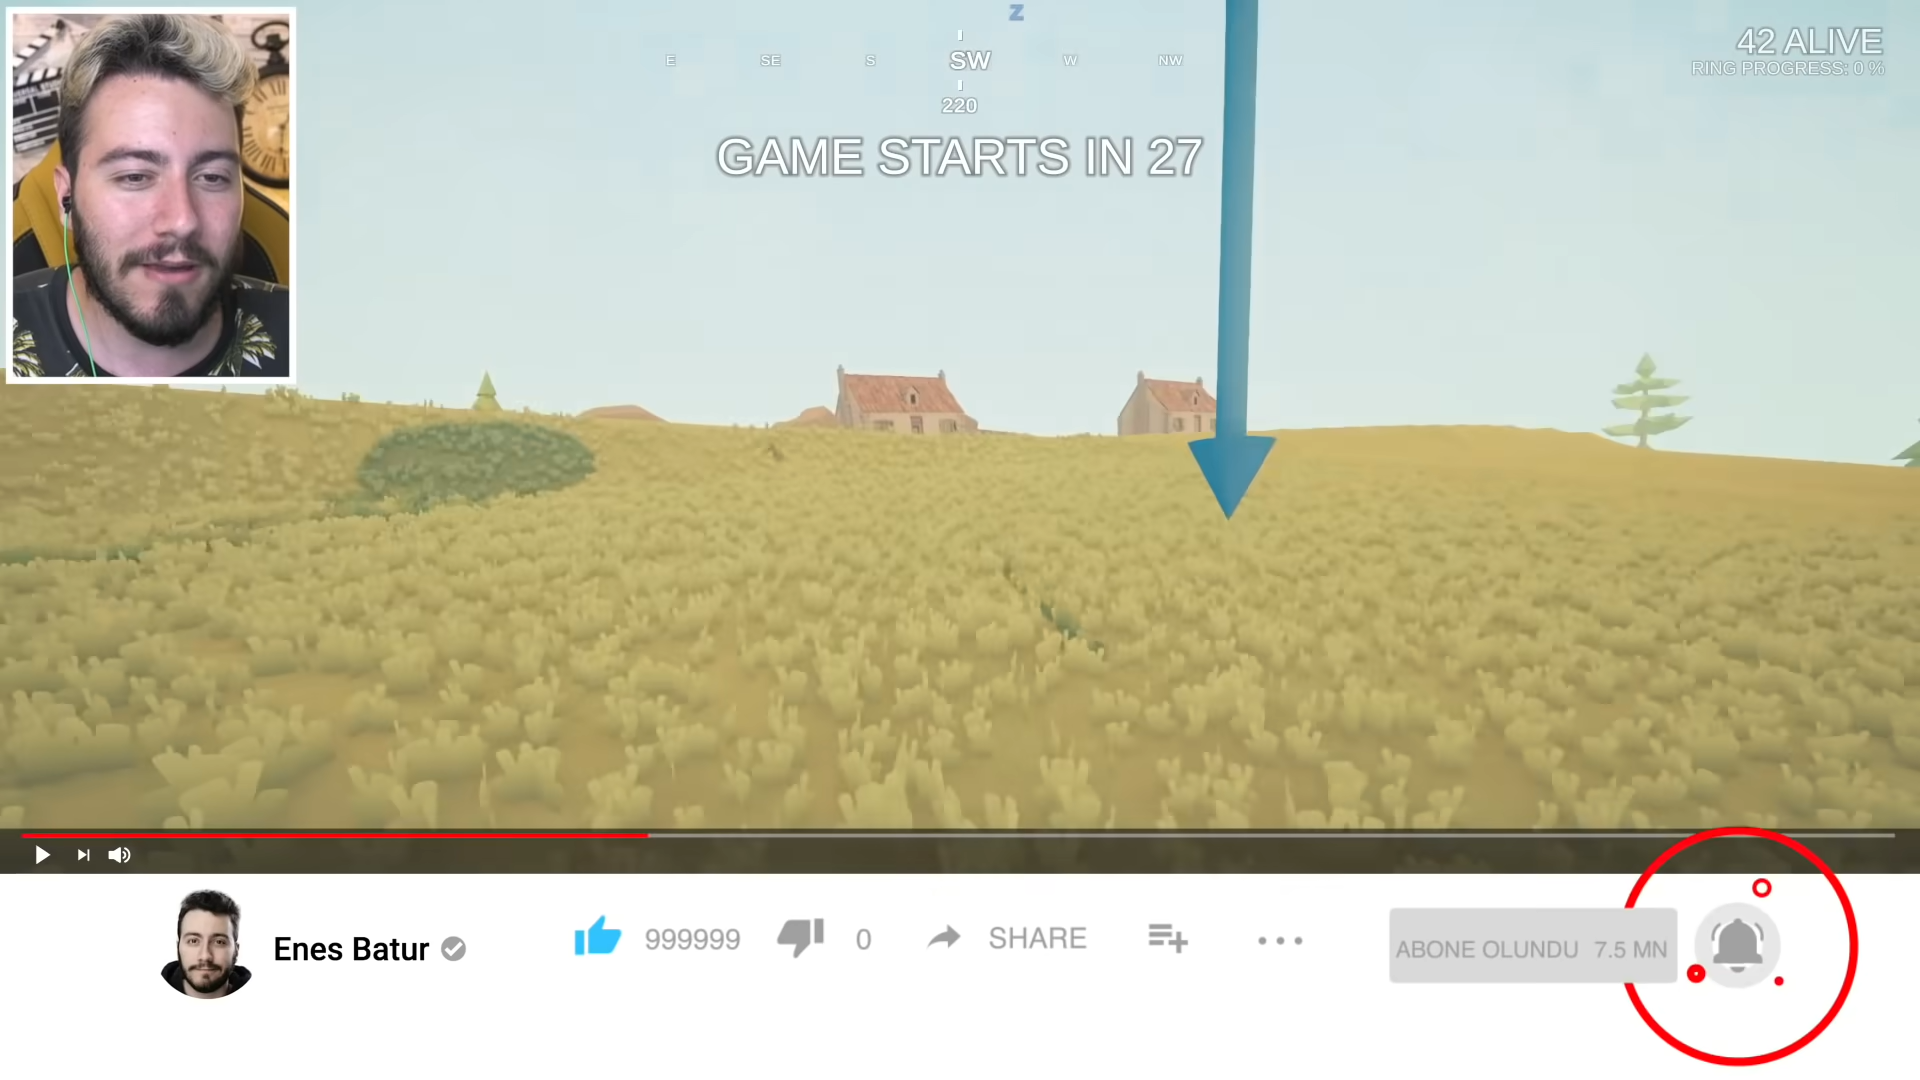 Z
E SE S SW W NW
220
42 ALIVE
RING PROGRESS: 0 %
GAME STARTS IN 27
Enes Batur
999999
0
SHARE
ABONE OLUNDU 7.5 MN